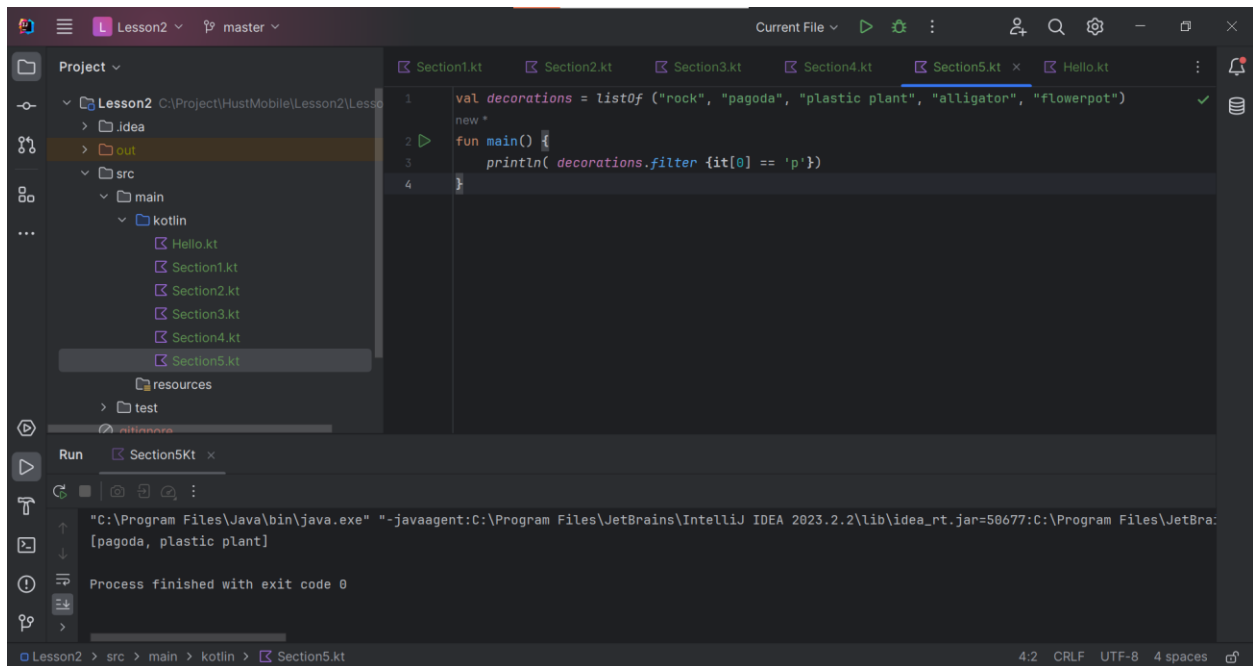 L Lesson2 master Current File
Project
Section1.kt Section2.kt Section3.kt Section4.kt Section5.kt × Hello.kt
Lesson2 C:\Project\HustMobile\Lesson2\Lesso
.idea
out
src
main
kotlin
Hello.kt
Section1.kt
Section2.kt
Section3.kt
Section4.kt
Section5.kt
resources
test
.gitignore
1 val decorations = listOf ("rock", "pagoda", "plastic plant", "alligator", "flowerpot")
new *
2 fun main() {
3 println( decorations.filter {it[0] == 'p'})
4 }
Run Section5Kt ×
"C:\Program Files\Java\bin\java.exe" "-javaagent:C:\Program Files\JetBrains\IntelliJ IDEA 2023.2.2\lib\idea_rt.jar=50677:C:\Program Files\JetBra
[pagoda, plastic plant]
Process finished with exit code 0
Lesson2 > src > main > kotlin > Section5.kt 4:2 CRLF UTF-8 4 spaces